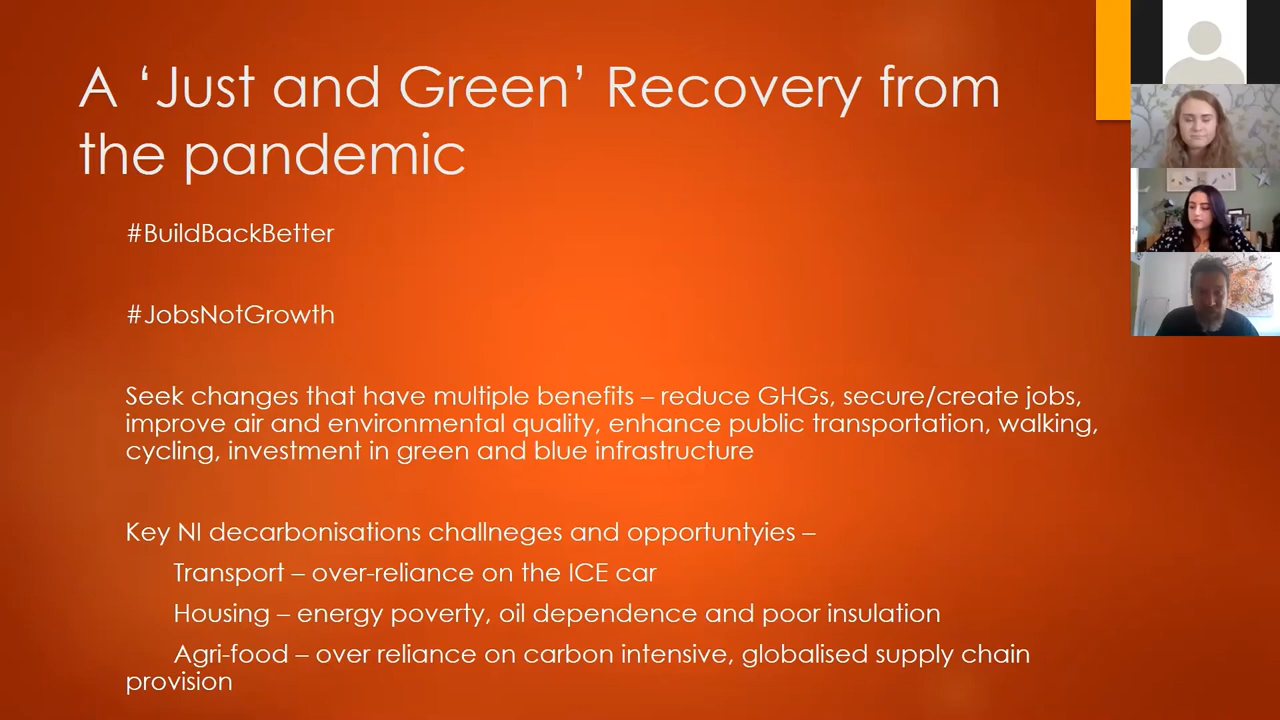 A ‘Just and Green’ Recovery from
the pandemic
#BuildBackBetter
#JobsNotGrowth
Seek changes that have multiple benefits – reduce GHGs, secure/create jobs,
improve air and environmental quality, enhance public transportation, walking,
cycling, investment in green and blue infrastructure
Key NI decarbonisations challneges and opportuntyies –
Transport – over-reliance on the ICE car
Housing – energy poverty, oil dependence and poor insulation
Agri-food – over reliance on carbon intensive, globalised supply chain
provision